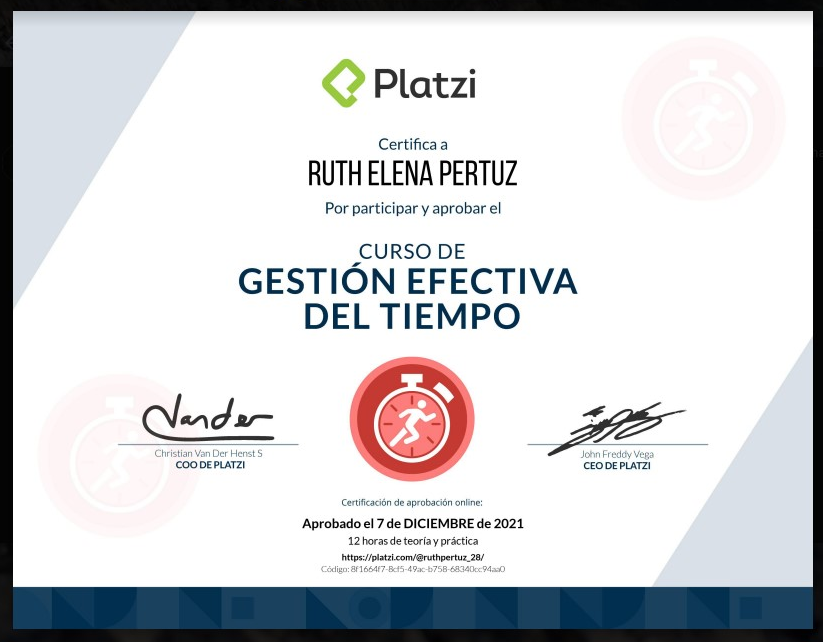 Platzi
Certifica a
RUTH ELENA PERTUZ
Por participar y aprobar el
CURSO DE
GESTIÓN EFECTIVA
DEL TIEMPO
Vander
Christian Van Der Henst S
COO DE PLATZI
John Freddy Vega
CEO DE PLATZI
Certificación de aprobación online:
Aprobado el 7 de DICIEMBRE de 2021
12 horas de teoría y práctica
https://platzi.com/@ruthpertuz_28/
Código: 8f1664f7-8cf5-49ac-b758-68340cc94aa0